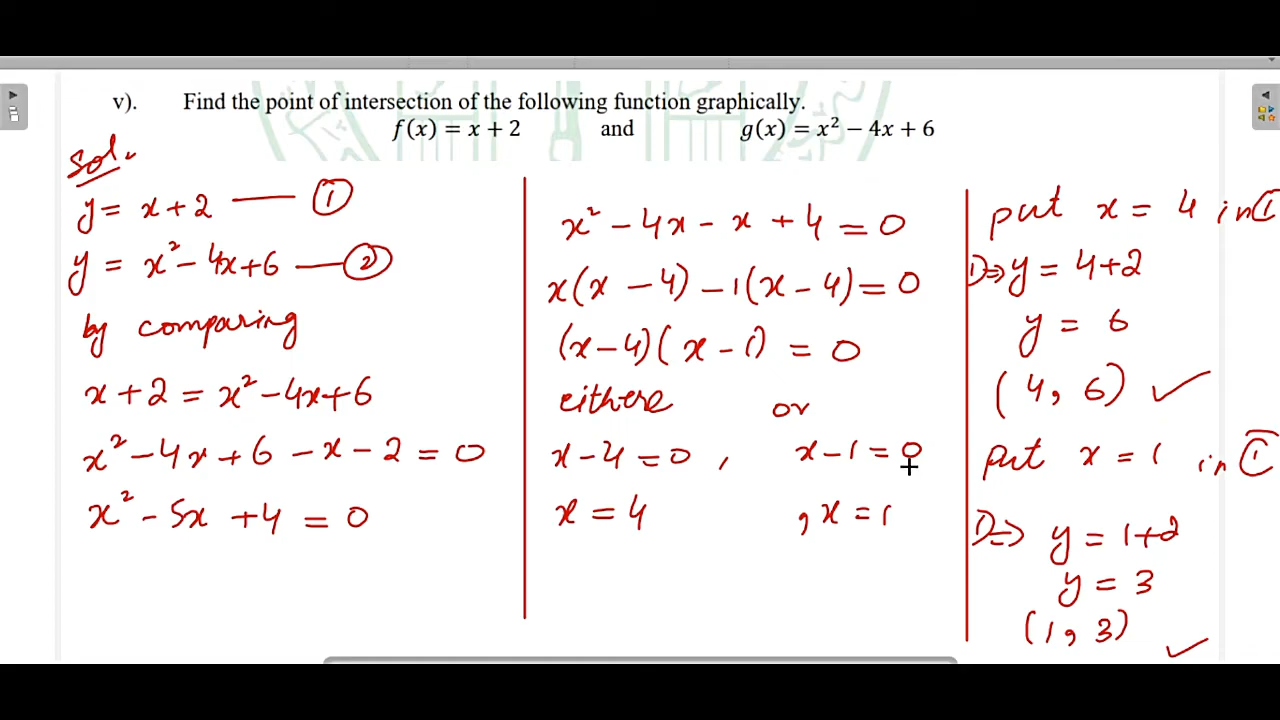 v). Find the point of intersection of the following function graphically.
f(x) = x + 2 and g(x) = x² − 4x + 6
Sol.
y = x + 2 —— ①
y = x² − 4x + 6 —— ②
by comparing
x + 2 = x² − 4x + 6
x² − 4x + 6 − x − 2 = 0
x² − 5x + 4 = 0
x² − 4x − x + 4 = 0
x(x − 4) − 1(x − 4) = 0
(x − 4)(x − 1) = 0
eithere or
x − 4 = 0 , x − 1 = 0
x = 4 , x = 1
put x = 4 in ①
① ⇒ y = 4 + 2
y = 6
(4, 6) ✓
put x = 1 in ①
① ⇒ y = 1 + 2
y = 3
(1, 3) ✓